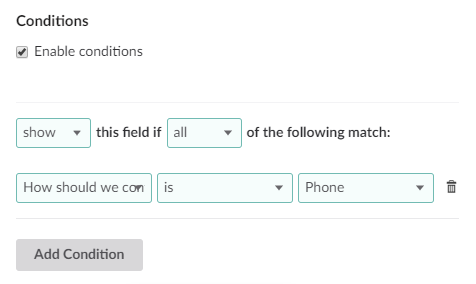 Conditions
Enable conditions
show this field if all of the following match:
How should we con is Phone
Add Condition